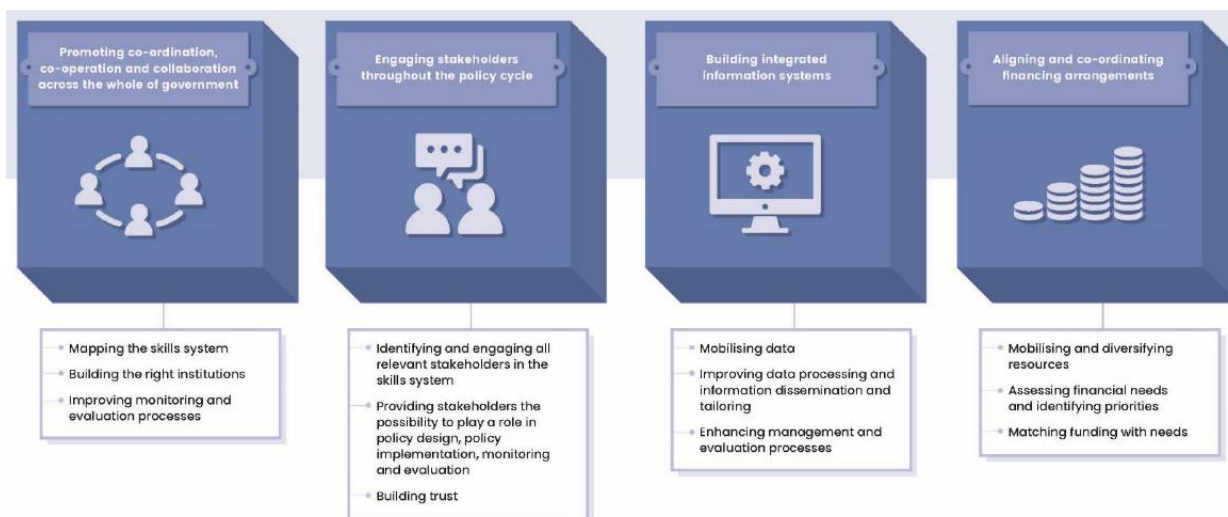 Promoting co-ordination,
co-operation and collaboration
across the whole of government
Mapping the skills system
Building the right institutions
Improving monitoring and
evaluation processes
Engaging stakeholders
throughout the policy cycle
Identifying and engaging all
relevant stakeholders in the
skills system
Providing stakeholders the
possibility to play a role in
policy design, policy
implementation, monitoring
and evaluation
Building trust
Building integrated
information systems
Mobilising data
Improving data processing and
information dissemination and
tailoring
Enhancing management and
evaluation processes
Aligning and co-ordinating
financing arrangements
Mobilising and diversifying
resources
Assessing financial needs
and identifying priorities
Matching funding with needs